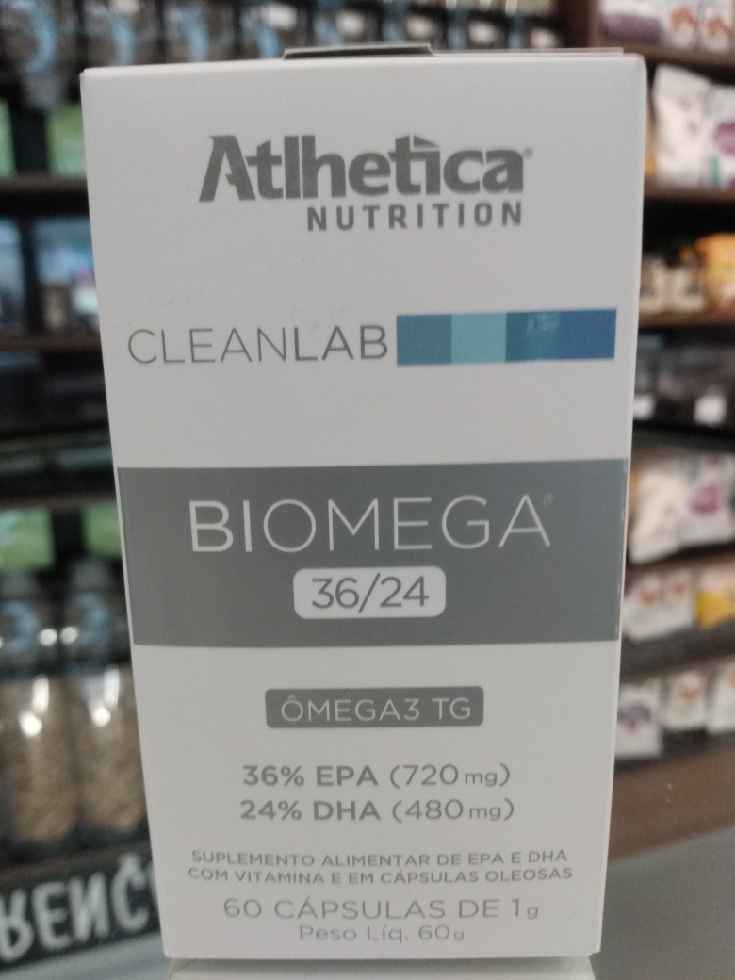 Atlhetica
NUTRITION
CLEANLAB
BIOMEGA®
36/24
ÔMEGA3 TG
36% EPA (720mg)
24% DHA (480mg)
SUPLEMENTO ALIMENTAR DE EPA E DHA
COM VITAMINA E EM CÁPSULAS OLEOSAS
60 CÁPSULAS DE 1g
Peso Líq. 60g